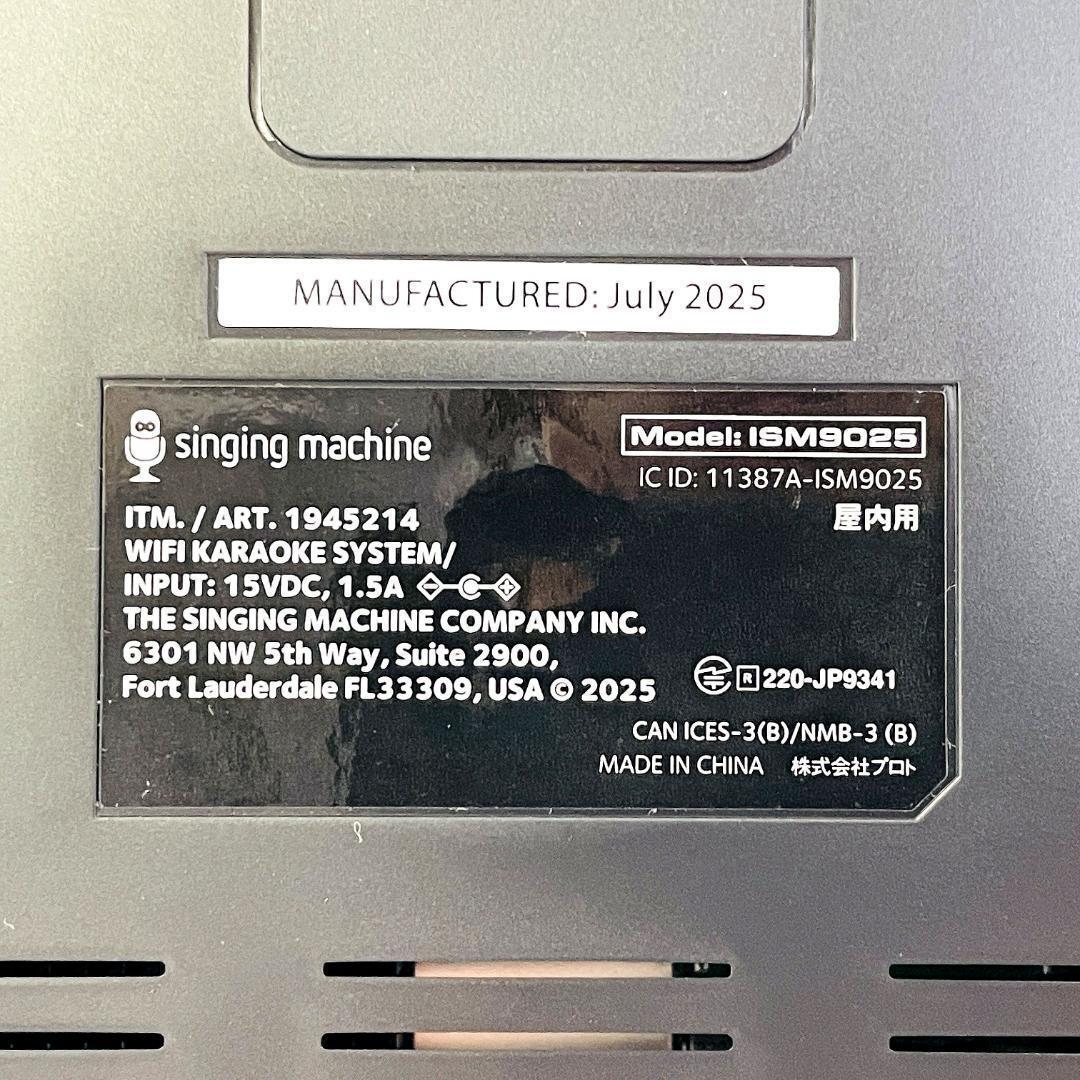 MANUFACTURED: July 2025
singing machine
Model: ISM9025
IC ID: 11387A-ISM9025
屋内用
ITM. / ART. 1945214
WIFI KARAOKE SYSTEM/
INPUT: 15VDC, 1.5A
THE SINGING MACHINE COMPANY INC.
6301 NW 5th Way, Suite 2900,
Fort Lauderdale FL33309, USA © 2025
R 220-JP9341
CAN ICES-3(B)/NMB-3 (B)
MADE IN CHINA 株式会社プロト